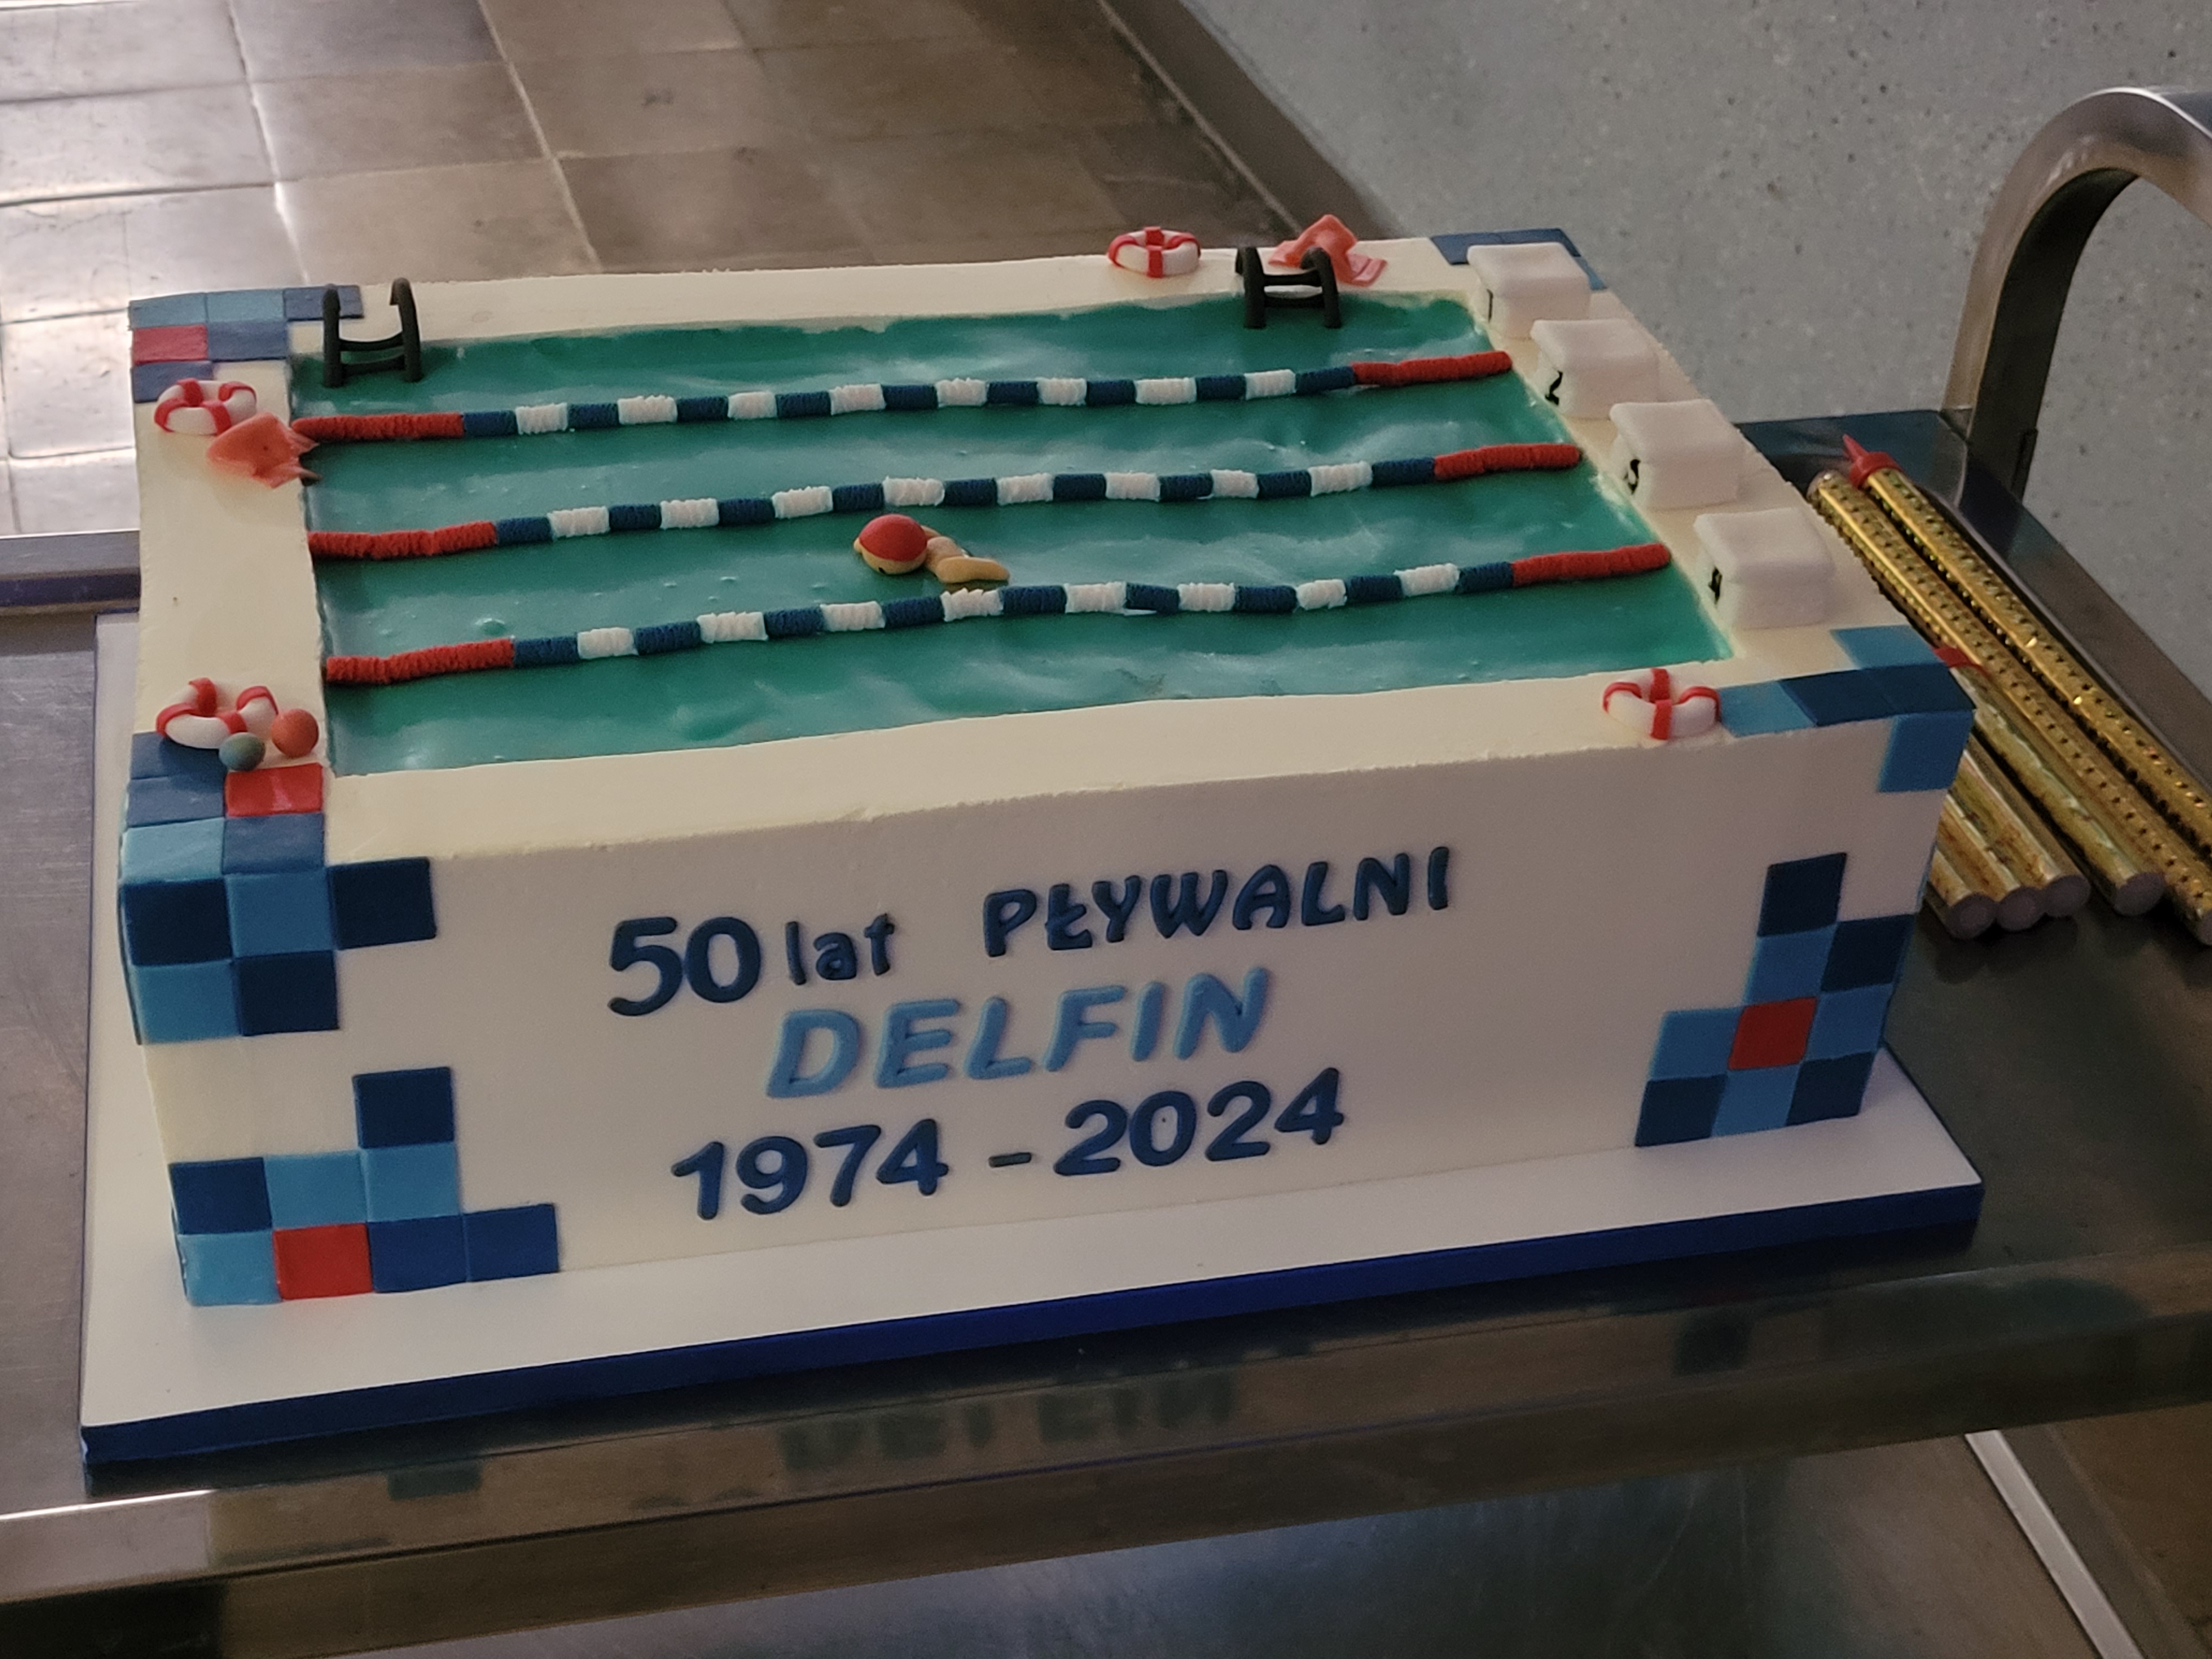 50 lat PŁYWALNI
DELFIN
1974 - 2024